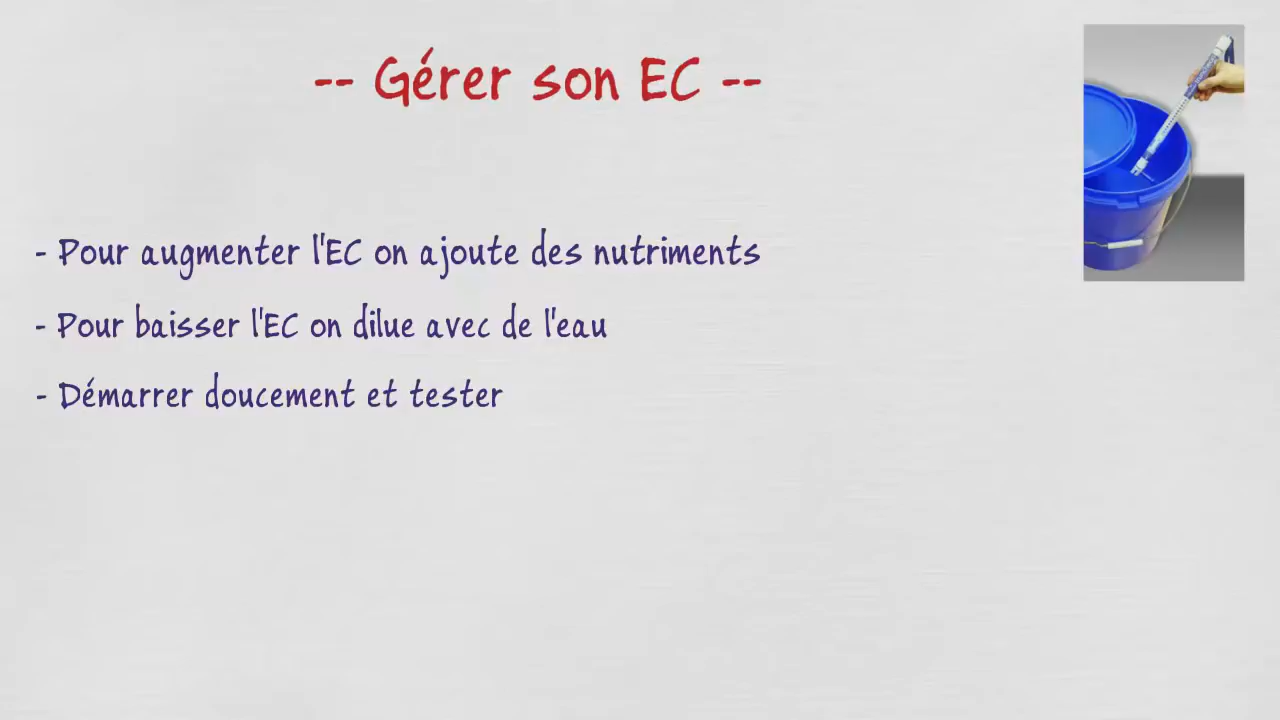 -- Gérer son EC --
- Pour augmenter l'EC on ajoute des nutriments
- Pour baisser l'EC on dilue avec de l'eau
- Démarrer doucement et tester